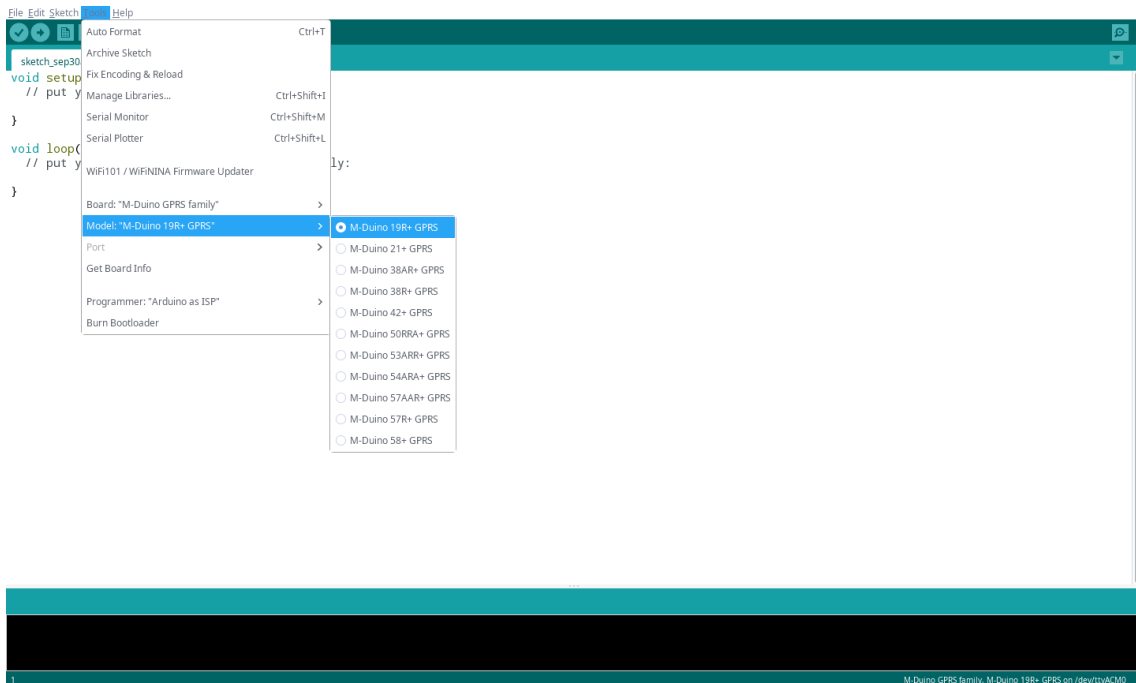 File Edit Sketch Tools Help
sketch_sep30
void setup
// put y
}
void loop(
// put y
ly:
}
Auto Format Ctrl+T
Archive Sketch
Fix Encoding & Reload
Manage Libraries... Ctrl+Shift+I
Serial Monitor Ctrl+Shift+M
Serial Plotter Ctrl+Shift+L
WiFi101 / WiFiNINA Firmware Updater
Board: "M-Duino GPRS family"
Model: "M-Duino 19R+ GPRS"
Port
Get Board Info
Programmer: "Arduino as ISP"
Burn Bootloader
M-Duino 19R+ GPRS
M-Duino 21+ GPRS
M-Duino 38AR+ GPRS
M-Duino 38R+ GPRS
M-Duino 42+ GPRS
M-Duino 50RRA+ GPRS
M-Duino 53ARR+ GPRS
M-Duino 54ARA+ GPRS
M-Duino 57AAR+ GPRS
M-Duino 57R+ GPRS
M-Duino 58+ GPRS
1 M-Duino GPRS family, M-Duino 19R+ GPRS on /dev/ttyACM0